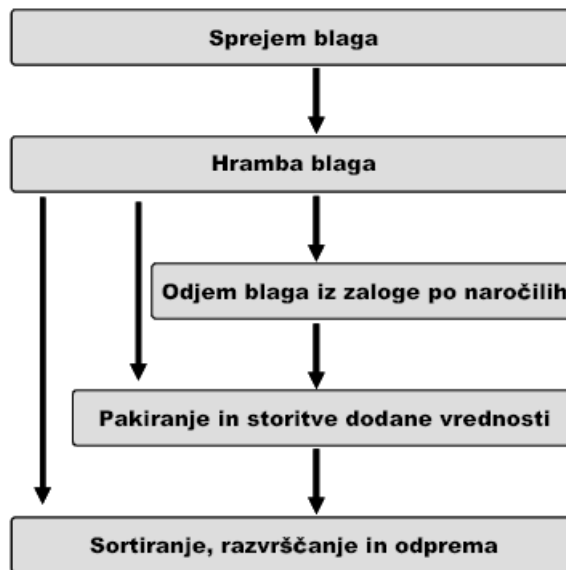 Sprejem blaga
Hramba blaga
Odjem blaga iz zaloge po naročilih
Pakiranje in storitve dodane vrednosti
Sortiranje, razvrščanje in odprema